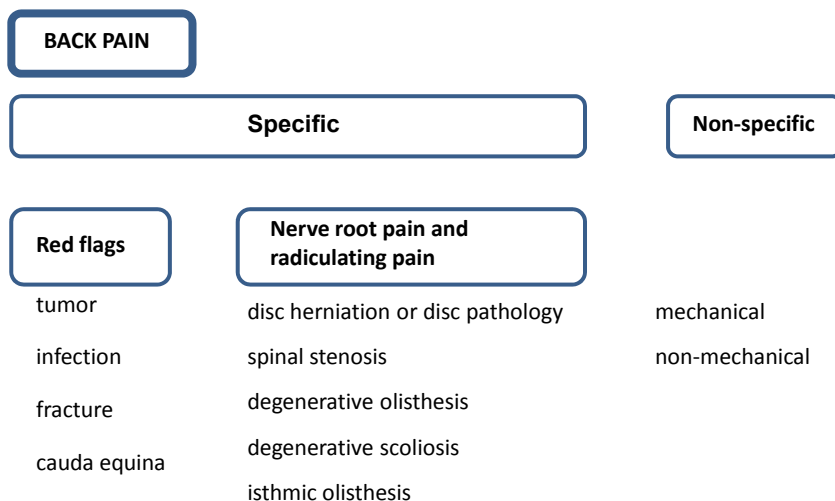 BACK PAIN
Specific
Non-specific
Red flags
tumor
infection
fracture
cauda equina
Nerve root pain and
radiculating pain
disc herniation or disc pathology
spinal stenosis
degenerative olisthesis
degenerative scoliosis
isthmic olisthesis
mechanical
non-mechanical